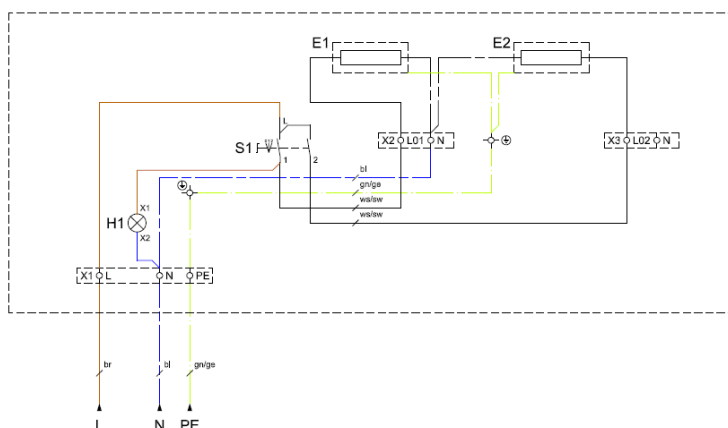 E1
E2
L
S1
1
2
X2 L01 N
X3 L02 N
bl
gn/ge
ws/sw
ws/sw
X1
H1
X2
X1 L N PE
br
bl
gn/ge
L N PE